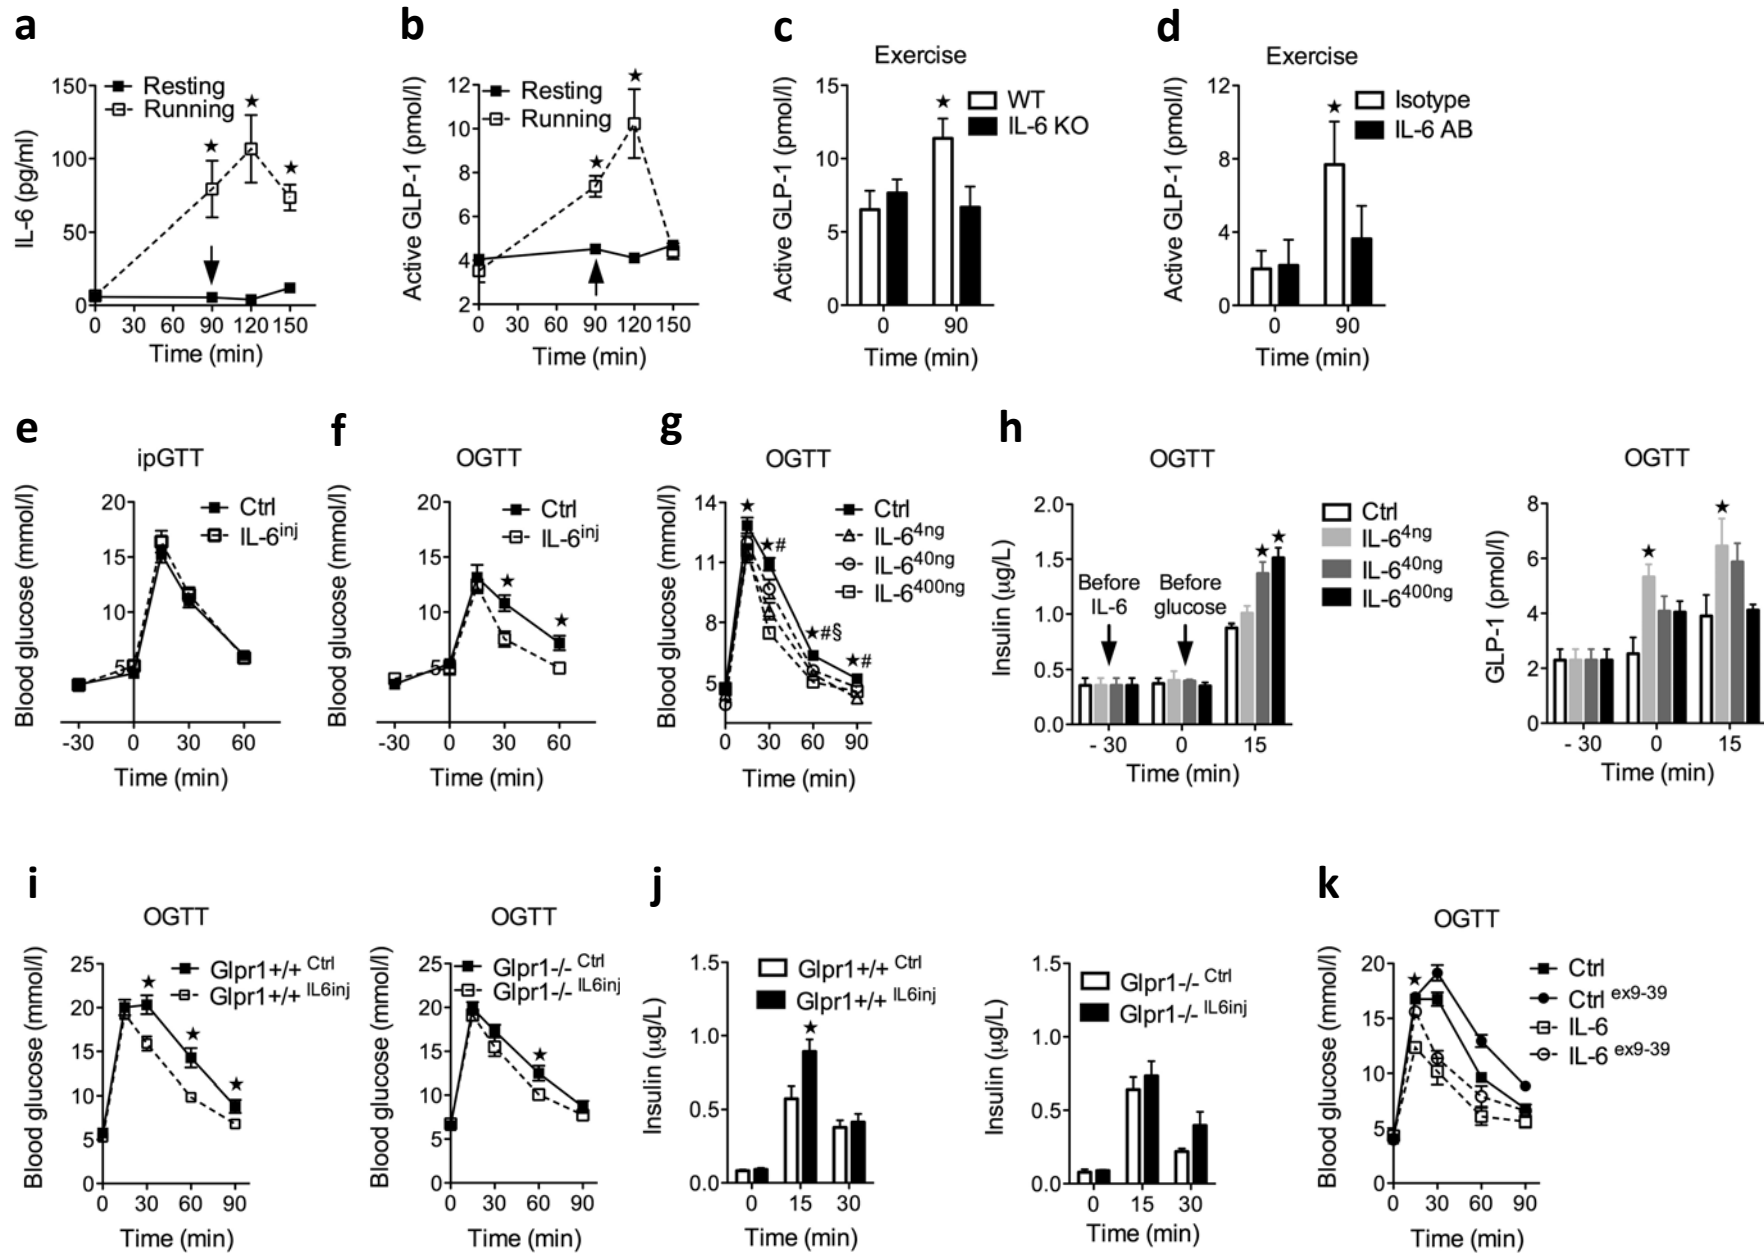 a
b
c
d
150
100
50
0
IL-6 (pg/ml)
Resting
Running
★
★
★
0 30 60 90 120 150
Time (min)
12
10
8
6
4
2
Active GLP-1 (pmol/l)
Resting
Running
★
★
0 30 60 90 120 150
Time (min)
Exercise
15
10
5
0
Active GLP-1 (pmol/l)
★
WT
IL-6 KO
0 90
Time (min)
Exercise
12
8
4
0
Active GLP-1 (pmol/l)
★
Isotype
IL-6 AB
0 90
Time (min)
e
f
g
h
ipGTT
20
15
10
5
Blood glucose (mmol/l)
Ctrl
IL-6inj
-30 0 30 60
Time (min)
OGTT
20
15
10
5
Blood glucose (mmol/l)
Ctrl
IL-6inj
★
★
-30 0 30 60
Time (min)
OGTT
14
11
8
5
Blood glucose (mmol/l)
★
★#
★#§
★#
Ctrl
IL-64ng
IL-640ng
IL-6400ng
0 30 60 90
Time (min)
OGTT
2.0
1.5
1.0
0.5
0.0
Insulin (µg/L)
Before
IL-6
Before
glucose
★ ★
- 30 0 15
Time (min)
Ctrl
IL-64ng
IL-640ng
IL-6400ng
OGTT
8
6
4
2
0
GLP-1 (pmol/l)
★
★
- 30 0 15
Time (min)
i
j
k
OGTT
25
20
15
10
5
0
Blood glucose (mmol/l)
Glpr1+/+ Ctrl
Glpr1+/+ IL6inj
★
★
★
0 30 60 90
Time (min)
OGTT
25
20
15
10
5
0
Blood glucose (mmol/l)
Glpr1-/- Ctrl
Glpr1-/- IL6inj
★
0 30 60 90
Time (min)
1.5
1.0
0.5
0.0
Insulin (µg/L)
Glpr1+/+ Ctrl
Glpr1+/+ IL6inj
★
0 15 30
Time (min)
1.5
1.0
0.5
0.0
Insulin (µg/L)
Glpr1-/- Ctrl
Glpr1-/- IL6inj
0 15 30
Time (min)
OGTT
20
15
10
5
0
Blood glucose (mmol/l)
★
Ctrl
Ctrl ex9-39
IL-6
IL-6 ex9-39
0 30 60 90
Time (min)